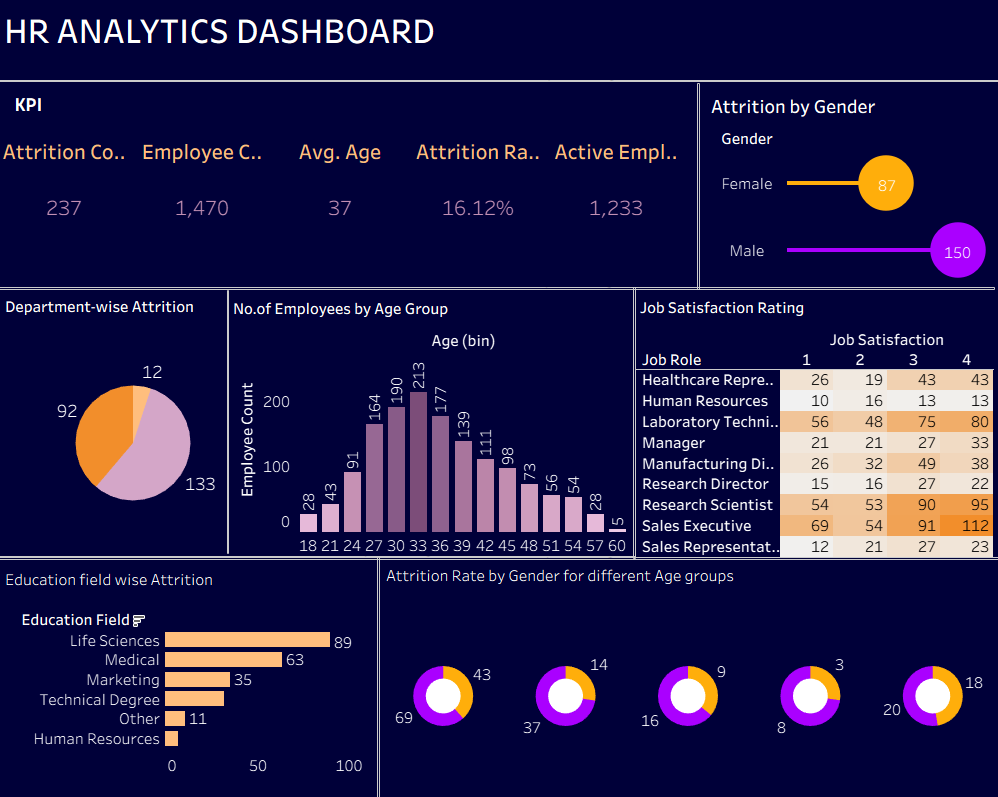 HR ANALYTICS DASHBOARD
KPI
Attrition Co.. Employee C.. Avg. Age Attrition Ra.. Active Empl..
237 1,470 37 16.12% 1,233
Attrition by Gender
Gender
Female 87
Male 150
Department-wise Attrition
12
92
133
No.of Employees by Age Group
Age (bin)
Employee Count
200
100
0
28 43 91 164 190 213 177 139 111 98 73 56 54 28 5
18 21 24 27 30 33 36 39 42 45 48 51 54 57 60
Job Satisfaction Rating
Job Satisfaction
Job Role 1 2 3 4
Healthcare Repre.. 26 19 43 43
Human Resources 10 16 13 13
Laboratory Techni.. 56 48 75 80
Manager 21 21 27 33
Manufacturing Di.. 26 32 49 38
Research Director 15 16 27 22
Research Scientist 54 53 90 95
Sales Executive 69 54 91 112
Sales Representat.. 12 21 27 23
Education field wise Attrition
Education Field
Life Sciences 89
Medical 63
Marketing 35
Technical Degree
Other 11
Human Resources
0 50 100
Attrition Rate by Gender for different Age groups
43 14 9 3 18
69 37 16 8 20